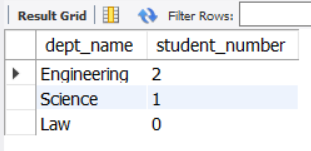 Result Grid Filter Rows:
dept_name student_number
Engineering 2
Science 1
Law 0